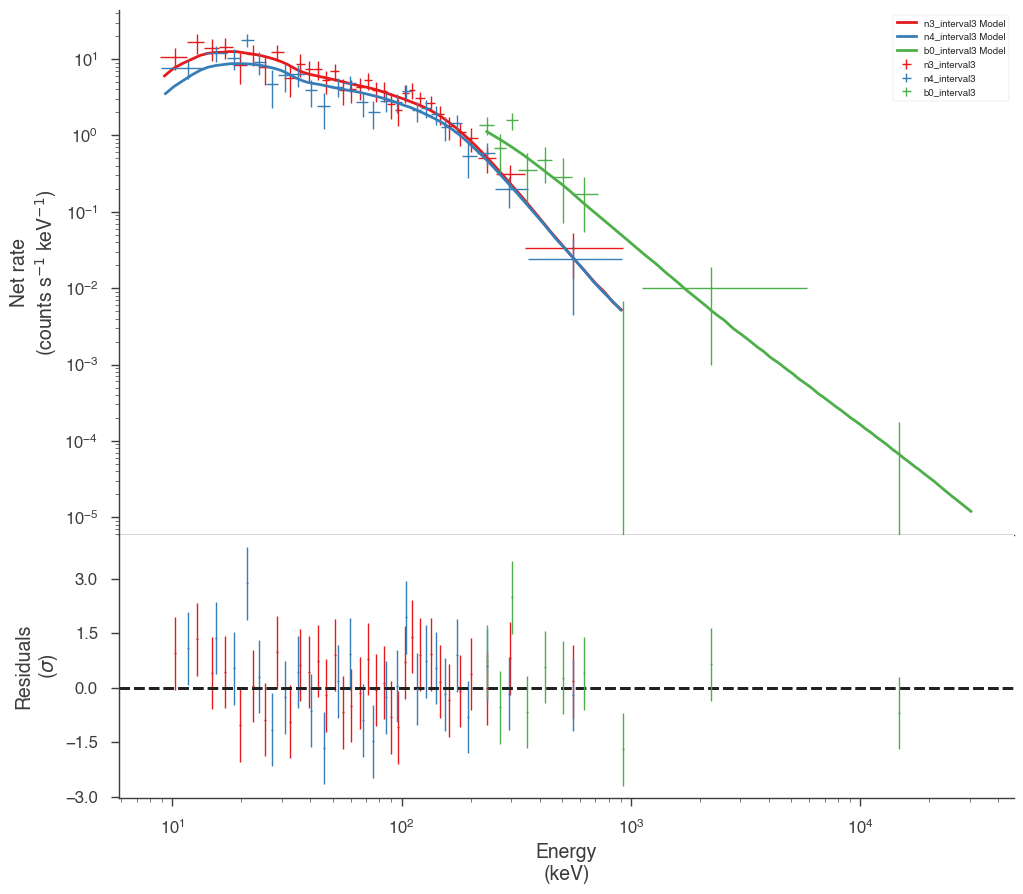 n3_interval3 Model
n4_interval3 Model
b0_interval3 Model
n3_interval3
n4_interval3
b0_interval3
Net rate
(counts s⁻¹ keV⁻¹)
10¹
10⁰
10⁻¹
10⁻²
10⁻³
10⁻⁴
10⁻⁵
Residuals
(σ)
3.0
1.5
0.0
−1.5
−3.0
10¹ 10² 10³ 10⁴
Energy
(keV)